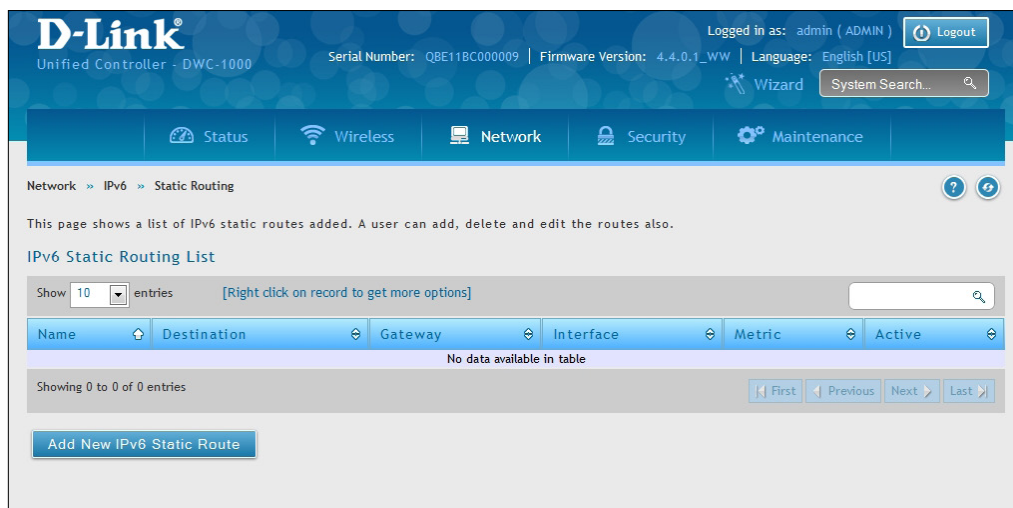 D-Link®
Unified Controller - DWC-1000
Logged in as: admin ( ADMIN ) Logout
Serial Number: QBE11BC000009 | Firmware Version: 4.4.0.1_WW | Language: English [US]
Wizard System Search...
Status Wireless Network Security Maintenance
Network » IPv6 » Static Routing ?
This page shows a list of IPv6 static routes added. A user can add, delete and edit the routes also.
IPv6 Static Routing List
Show 10 entries [Right click on record to get more options]
Name Destination Gateway Interface Metric Active
No data available in table
Showing 0 to 0 of 0 entries First Previous Next Last
Add New IPv6 Static Route